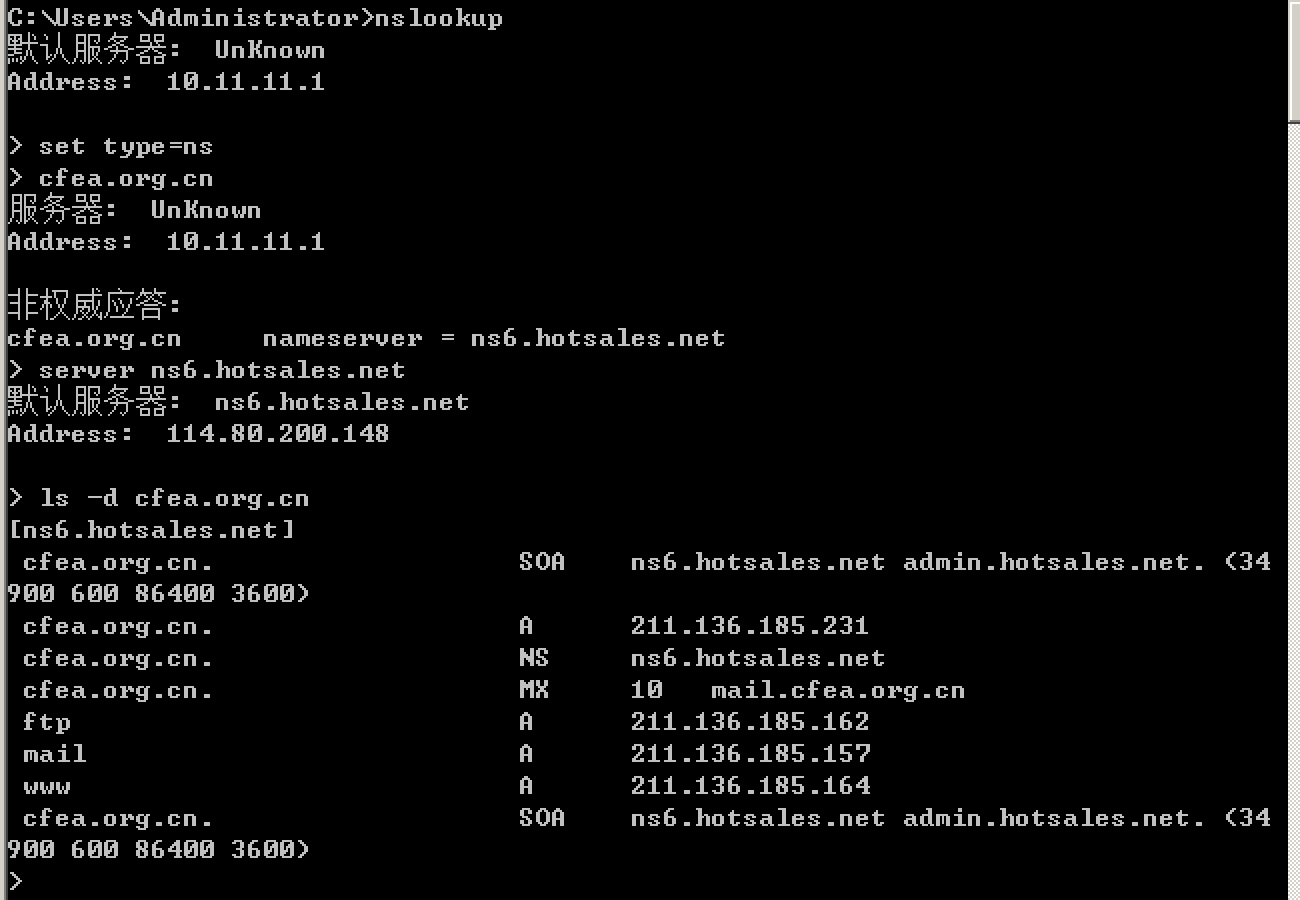 C:\Users\Administrator>nslookup
默认服务器:  UnKnown
Address:  10.11.11.1
> set type=ns
> cfea.org.cn
服务器:  UnKnown
Address:  10.11.11.1
非权威应答:
cfea.org.cn     nameserver = ns6.hotsales.net
> server ns6.hotsales.net
默认服务器:  ns6.hotsales.net
Address:  114.80.200.148
> ls -d cfea.org.cn
[ns6.hotsales.net]
 cfea.org.cn.                   SOA    ns6.hotsales.net admin.hotsales.net. (34
900 600 86400 3600)
 cfea.org.cn.                   A      211.136.185.231
 cfea.org.cn.                   NS     ns6.hotsales.net
 cfea.org.cn.                   MX     10   mail.cfea.org.cn
 ftp                            A      211.136.185.162
 mail                           A      211.136.185.157
 www                            A      211.136.185.164
 cfea.org.cn.                   SOA    ns6.hotsales.net admin.hotsales.net. (34
900 600 86400 3600)
>